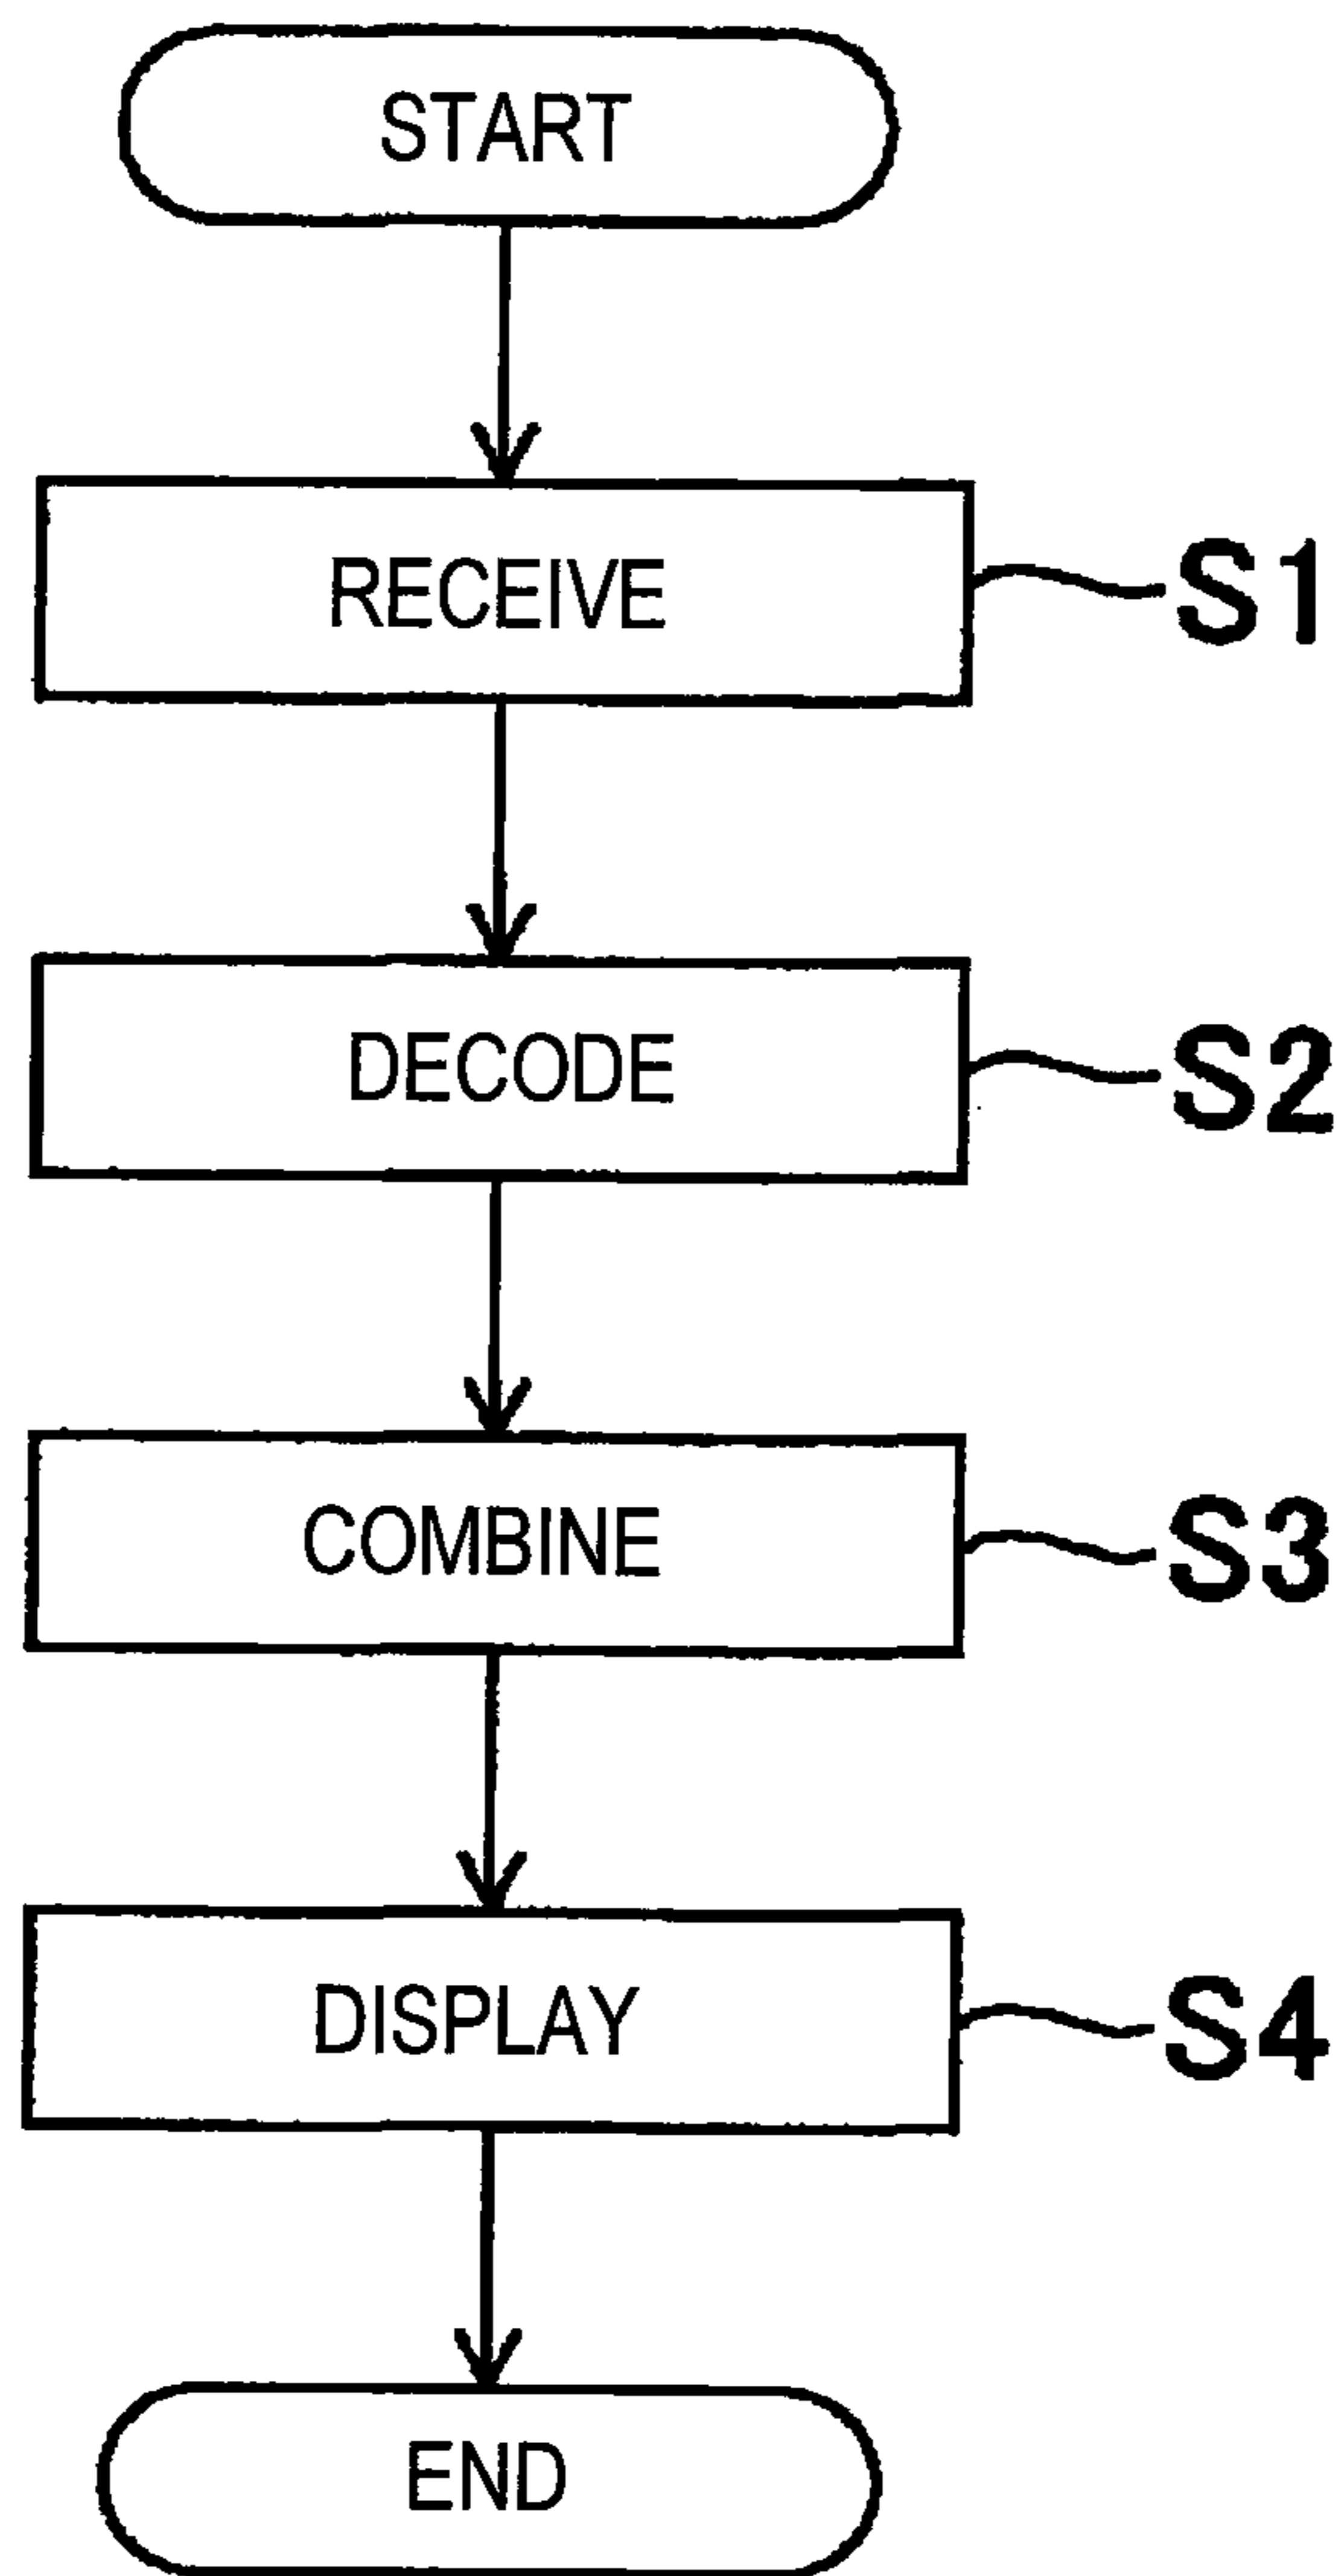 START
RECEIVE S1
DECODE S2
COMBINE S3
DISPLAY S4
END